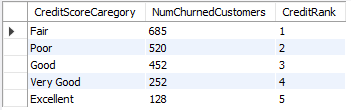 CreditScoreCaregory NumChurnedCustomers CreditRank
Fair 685 1
Poor 520 2
Good 452 3
Very Good 252 4
Excellent 128 5